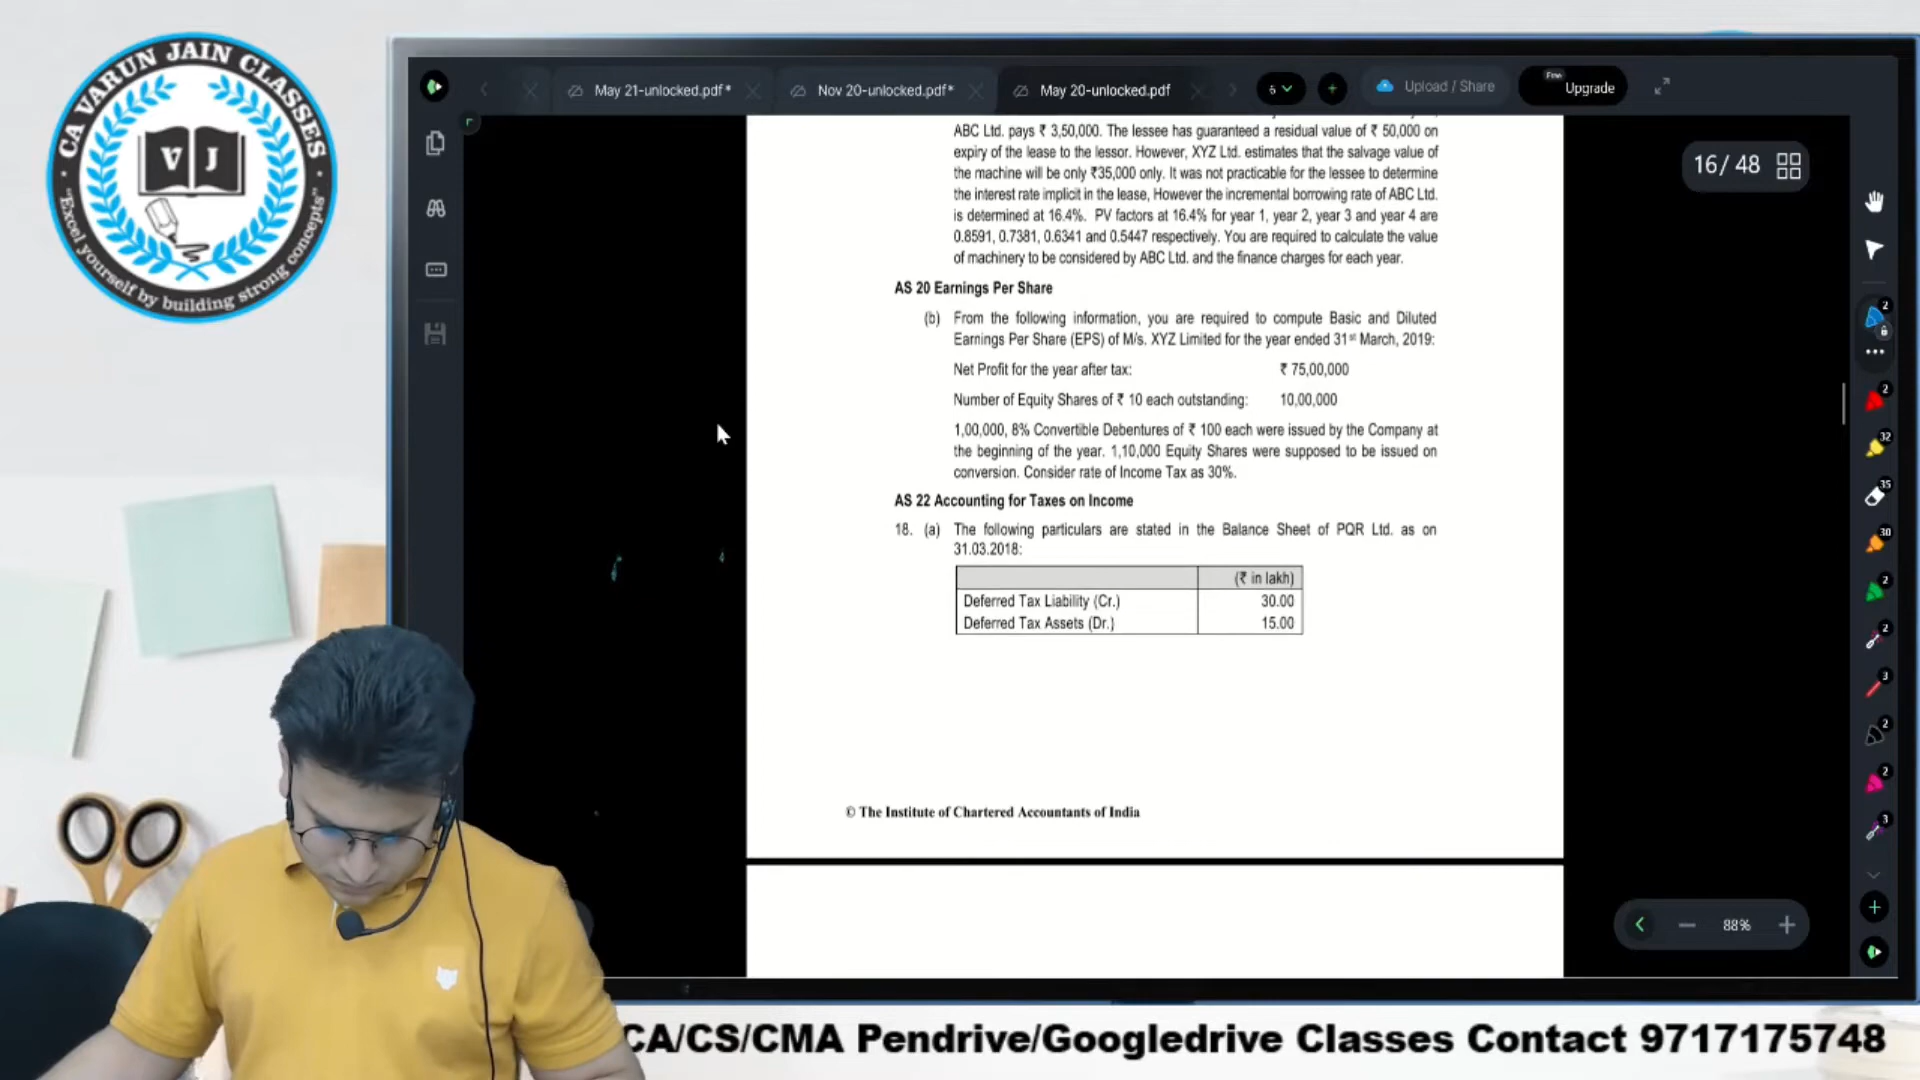 CA VARUN JAIN CLASSES
V J
"Excel yourself by building strong concepts"
May 21-unlocked.pdf*
Nov 20-unlocked.pdf*
May 20-unlocked.pdf
6
Upload / Share
Free
Upgrade
16/ 48
ABC Ltd. pays ₹ 3,50,000. The lessee has guaranteed a residual value of ₹ 50,000 on
expiry of the lease to the lessor. However, XYZ Ltd. estimates that the salvage value of
the machine will be only ₹35,000 only. It was not practicable for the lessee to determine
the interest rate implicit in the lease, However the incremental borrowing rate of ABC Ltd.
is determined at 16.4%. PV factors at 16.4% for year 1, year 2, year 3 and year 4 are
0.8591, 0.7381, 0.6341 and 0.5447 respectively. You are required to calculate the value
of machinery to be considered by ABC Ltd. and the finance charges for each year.
AS 20 Earnings Per Share
(b) From the following information, you are required to compute Basic and Diluted
Earnings Per Share (EPS) of M/s. XYZ Limited for the year ended 31st March, 2019:
Net Profit for the year after tax: ₹ 75,00,000
Number of Equity Shares of ₹ 10 each outstanding: 10,00,000
1,00,000, 8% Convertible Debentures of ₹ 100 each were issued by the Company at
the beginning of the year. 1,10,000 Equity Shares were supposed to be issued on
conversion. Consider rate of Income Tax as 30%.
AS 22 Accounting for Taxes on Income
18. (a) The following particulars are stated in the Balance Sheet of PQR Ltd. as on
31.03.2018:
(₹ in lakh)
Deferred Tax Liability (Cr.) 30.00
Deferred Tax Assets (Dr.) 15.00
© The Institute of Chartered Accountants of India
2
2
32
35
30
2
2
3
2
2
3
88%
CA/CS/CMA Pendrive/Googledrive Classes Contact 9717175748